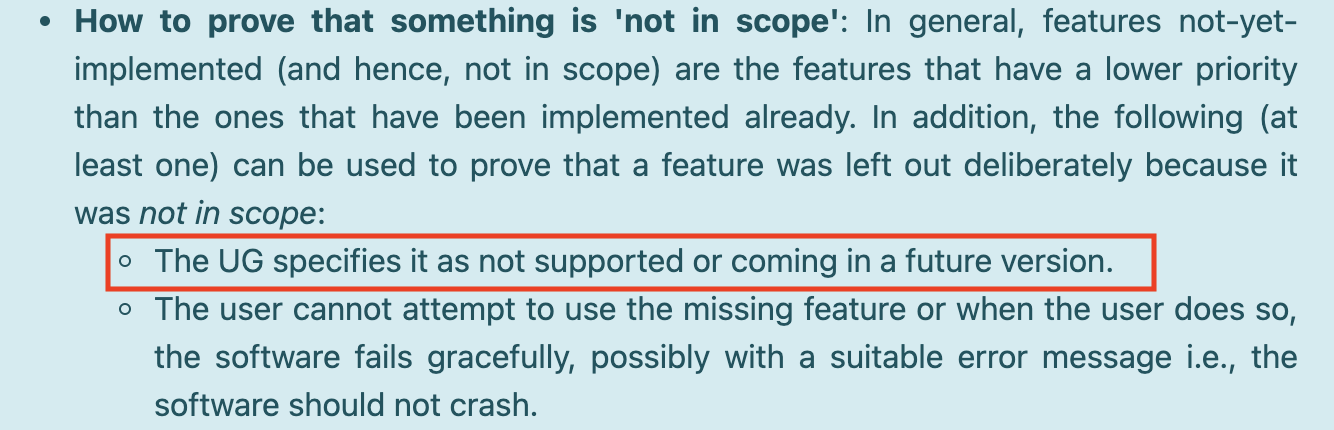 • How to prove that something is 'not in scope': In general, features not-yet-
implemented (and hence, not in scope) are the features that have a lower priority
than the ones that have been implemented already. In addition, the following (at
least one) can be used to prove that a feature was left out deliberately because it
was not in scope:
○ The UG specifies it as not supported or coming in a future version.
○ The user cannot attempt to use the missing feature or when the user does so,
the software fails gracefully, possibly with a suitable error message i.e., the
software should not crash.